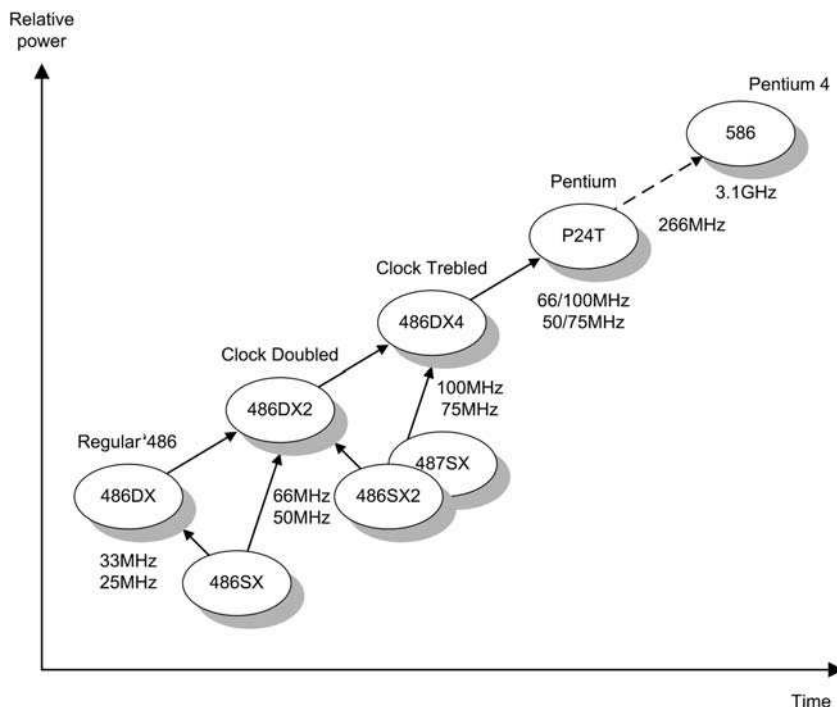 Relative
power
Pentium 4
586
3.1GHz
Pentium
P24T
266MHz
66/100MHz
50/75MHz
Clock Trebled
486DX4
100MHz
75MHz
Clock Doubled
486DX2
Regular '486
486DX
487SX
486SX2
66MHz
50MHz
33MHz
25MHz
486SX
Time